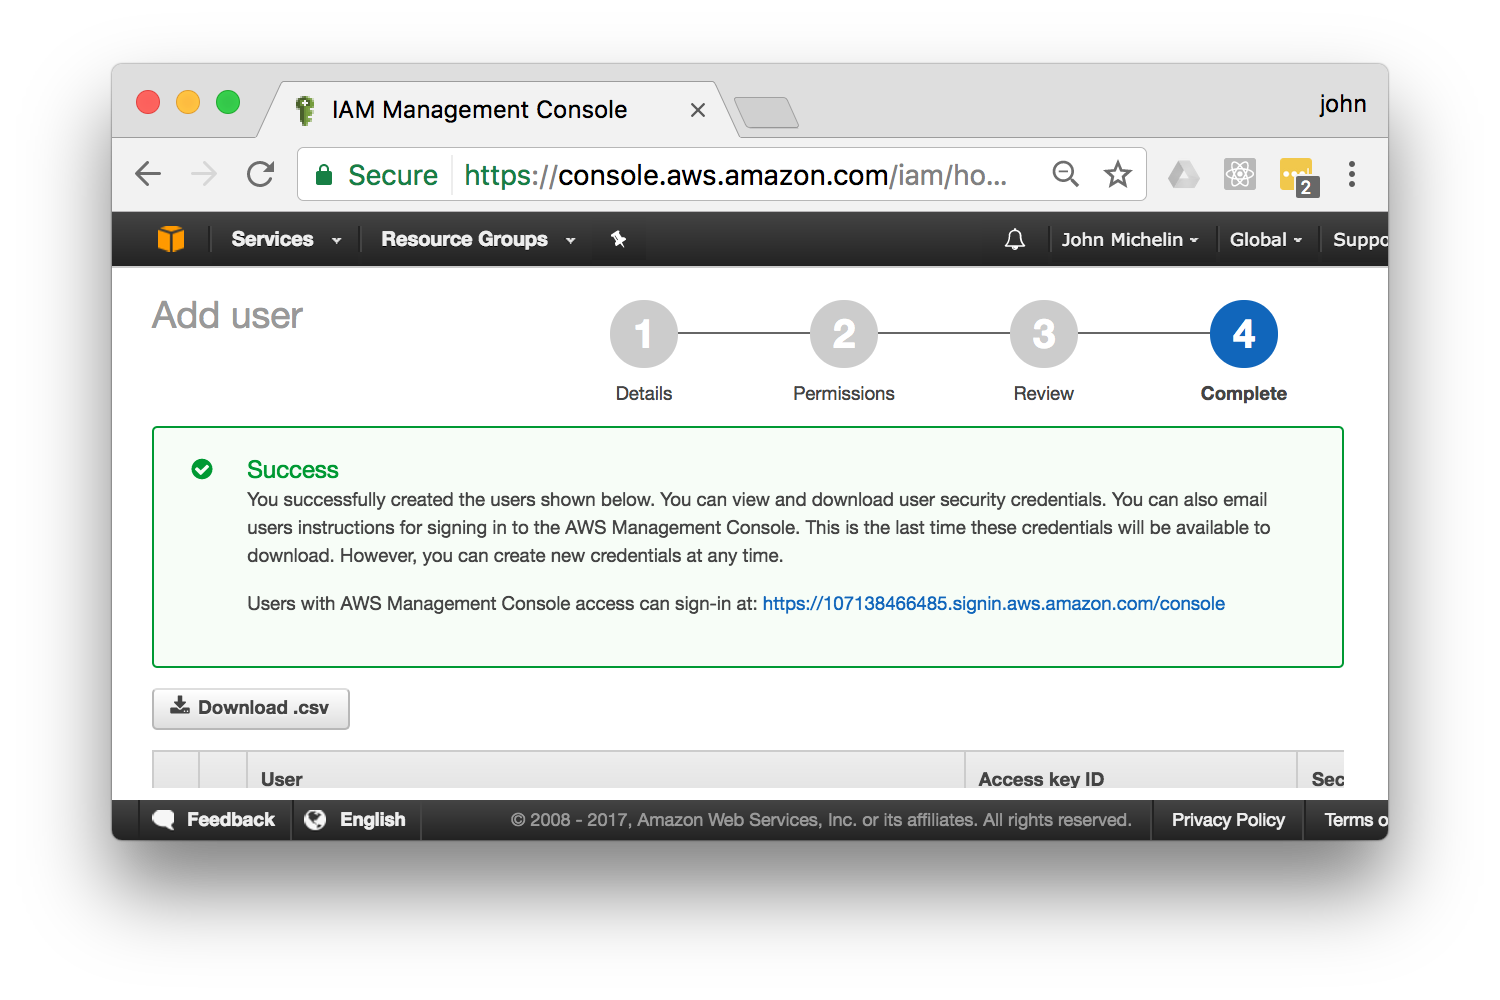 IAM Management Console
john
Secure https://console.aws.amazon.com/iam/ho...
2
Services Resource Groups John Michelin Global Suppo
Add user
1 2 3 4
Details Permissions Review Complete
Success
You successfully created the users shown below. You can view and download user security credentials. You can also email
users instructions for signing in to the AWS Management Console. This is the last time these credentials will be available to
download. However, you can create new credentials at any time.
Users with AWS Management Console access can sign-in at: https://107138466485.signin.aws.amazon.com/console
Download .csv
User Access key ID Sec
Feedback English © 2008 - 2017, Amazon Web Services, Inc. or its affiliates. All rights reserved. Privacy Policy Terms o